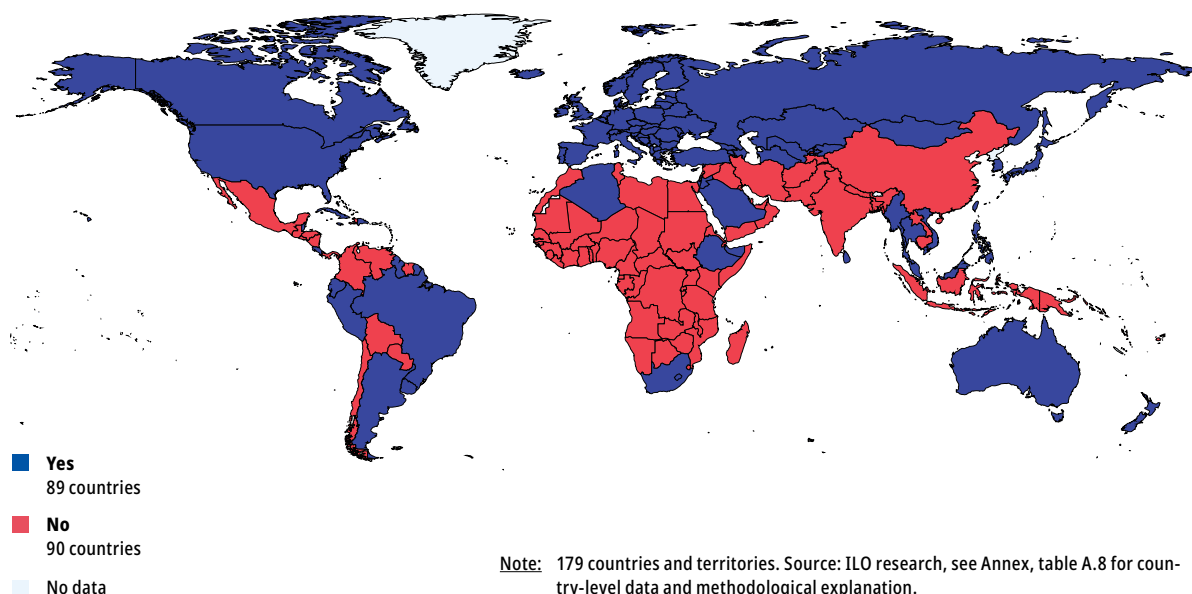 Yes
89 countries
No
90 countries
No data
Note: 179 countries and territories. Source: ILO research, see Annex, table A.8 for coun-
try-level data and methodological explanation.